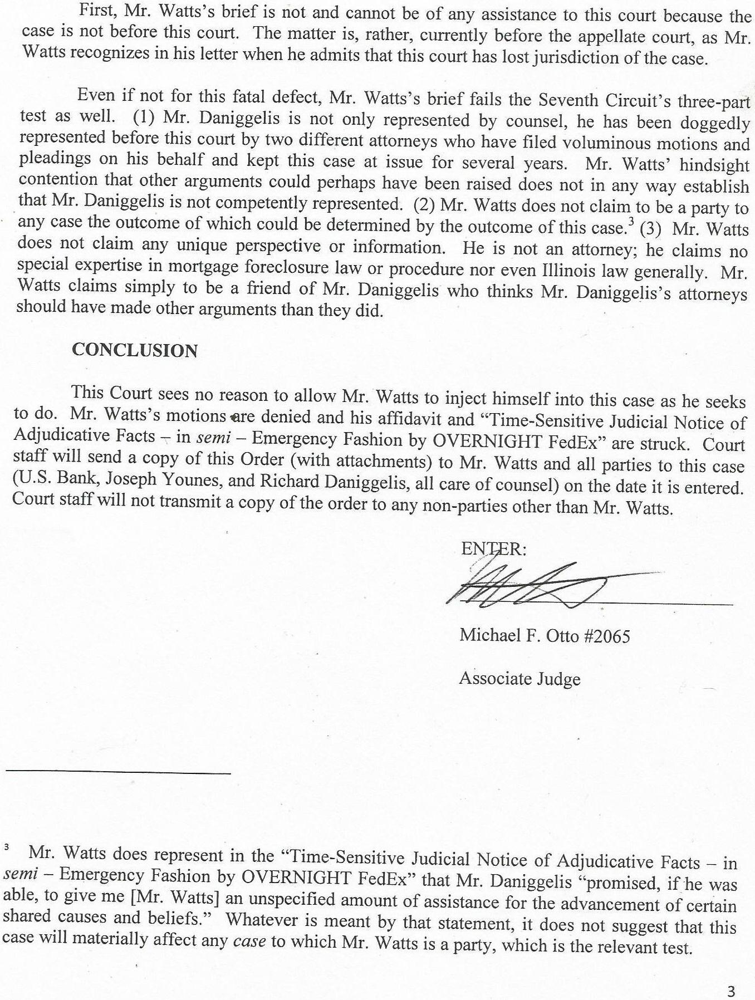 First, Mr. Watts's brief is not and cannot be of any assistance to this court because the
case is not before this court. The matter is, rather, currently before the appellate court, as Mr.
Watts recognizes in his letter when he admits that this court has lost jurisdiction of the case.
Even if not for this fatal defect, Mr. Watts's brief fails the Seventh Circuit's three-part
test as well. (1) Mr. Daniggelis is not only represented by counsel, he has been doggedly
represented before this court by two different attorneys who have filed voluminous motions and
pleadings on his behalf and kept this case at issue for several years. Mr. Watts' hindsight
contention that other arguments could perhaps have been raised does not in any way establish
that Mr. Daniggelis is not competently represented. (2) Mr. Watts does not claim to be a party to
any case the outcome of which could be determined by the outcome of this case.³ (3) Mr. Watts
does not claim any unique perspective or information. He is not an attorney; he claims no
special expertise in mortgage foreclosure law or procedure nor even Illinois law generally. Mr.
Watts claims simply to be a friend of Mr. Daniggelis who thinks Mr. Daniggelis's attorneys
should have made other arguments than they did.
CONCLUSION
This Court sees no reason to allow Mr. Watts to inject himself into this case as he seeks
to do. Mr. Watts's motions are denied and his affidavit and “Time-Sensitive Judicial Notice of
Adjudicative Facts – in semi – Emergency Fashion by OVERNIGHT FedEx” are struck. Court
staff will send a copy of this Order (with attachments) to Mr. Watts and all parties to this case
(U.S. Bank, Joseph Younes, and Richard Daniggelis, all care of counsel) on the date it is entered.
Court staff will not transmit a copy of the order to any non-parties other than Mr. Watts.
ENTER:
Michael F. Otto #2065
Associate Judge
³ Mr. Watts does represent in the “Time-Sensitive Judicial Notice of Adjudicative Facts – in
semi – Emergency Fashion by OVERNIGHT FedEx” that Mr. Daniggelis “promised, if he was
able, to give me [Mr. Watts] an unspecified amount of assistance for the advancement of certain
shared causes and beliefs.” Whatever is meant by that statement, it does not suggest that this
case will materially affect any case to which Mr. Watts is a party, which is the relevant test.
3